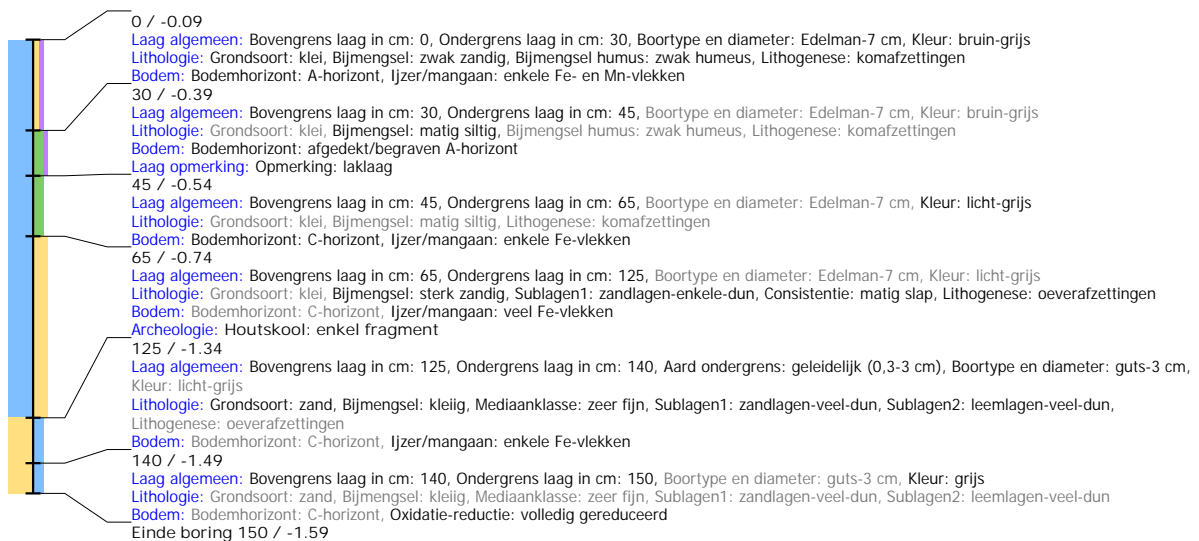 0 / -0.09
Laag algemeen: Bovengrens laag in cm: 0, Ondergrens laag in cm: 30, Boortype en diameter: Edelman-7 cm, Kleur: bruin-grijs
Lithologie: Grondsoort: klei, Bijmengsel: zwak zandig, Bijmengsel humus: zwak humeus, Lithogenese: komafzettingen
Bodem: Bodemhorizont: A-horizont, Ijzer/mangaan: enkele Fe- en Mn-vlekken
30 / -0.39
Laag algemeen: Bovengrens laag in cm: 30, Ondergrens laag in cm: 45, Boortype en diameter: Edelman-7 cm, Kleur: bruin-grijs
Lithologie: Grondsoort: klei, Bijmengsel: matig siltig, Bijmengsel humus: zwak humeus, Lithogenese: komafzettingen
Bodem: Bodemhorizont: afgedekt/begraven A-horizont
Laag opmerking: Opmerking: laklaag
45 / -0.54
Laag algemeen: Bovengrens laag in cm: 45, Ondergrens laag in cm: 65, Boortype en diameter: Edelman-7 cm, Kleur: licht-grijs
Lithologie: Grondsoort: klei, Bijmengsel: matig siltig, Lithogenese: komafzettingen
Bodem: Bodemhorizont: C-horizont, Ijzer/mangaan: enkele Fe-vlekken
65 / -0.74
Laag algemeen: Bovengrens laag in cm: 65, Ondergrens laag in cm: 125, Boortype en diameter: Edelman-7 cm, Kleur: licht-grijs
Lithologie: Grondsoort: klei, Bijmengsel: sterk zandig, Sublagen1: zandlagen-enkele-dun, Consistentie: matig slap, Lithogenese: oeverafzettingen
Bodem: Bodemhorizont: C-horizont, Ijzer/mangaan: veel Fe-vlekken
Archeologie: Houtskool: enkel fragment
125 / -1.34
Laag algemeen: Bovengrens laag in cm: 125, Ondergrens laag in cm: 140, Aard ondergrens: geleidelijk (0,3-3 cm), Boortype en diameter: guts-3 cm,
Kleur: licht-grijs
Lithologie: Grondsoort: zand, Bijmengsel: kleiig, Mediaanklasse: zeer fijn, Sublagen1: zandlagen-veel-dun, Sublagen2: leemlagen-veel-dun,
Lithogenese: oeverafzettingen
Bodem: Bodemhorizont: C-horizont, Ijzer/mangaan: enkele Fe-vlekken
140 / -1.49
Laag algemeen: Bovengrens laag in cm: 140, Ondergrens laag in cm: 150, Boortype en diameter: guts-3 cm, Kleur: grijs
Lithologie: Grondsoort: zand, Bijmengsel: kleiig, Mediaanklasse: zeer fijn, Sublagen1: zandlagen-veel-dun, Sublagen2: leemlagen-veel-dun
Bodem: Bodemhorizont: C-horizont, Oxidatie-reductie: volledig gereduceerd
Einde boring 150 / -1.59